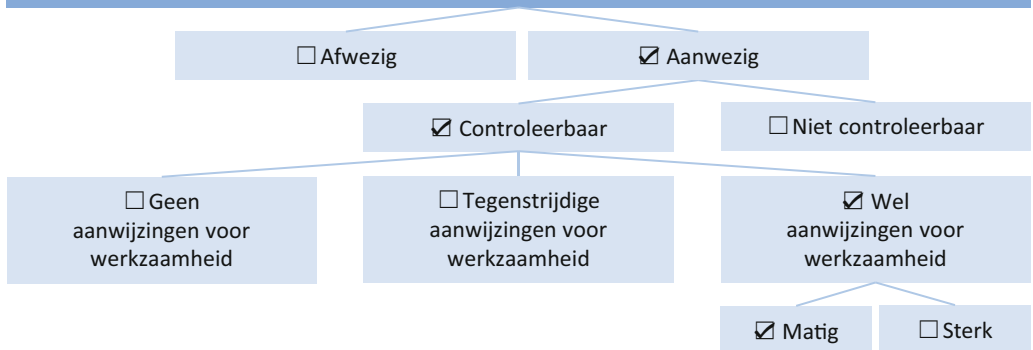 ☐ Afwezig
☑ Aanwezig
☑ Controleerbaar
☐ Niet controleerbaar
☐ Geen
aanwijzingen voor
werkzaamheid
☐ Tegenstrijdige
aanwijzingen voor
werkzaamheid
☑ Wel
aanwijzingen voor
werkzaamheid
☑ Matig
☐ Sterk